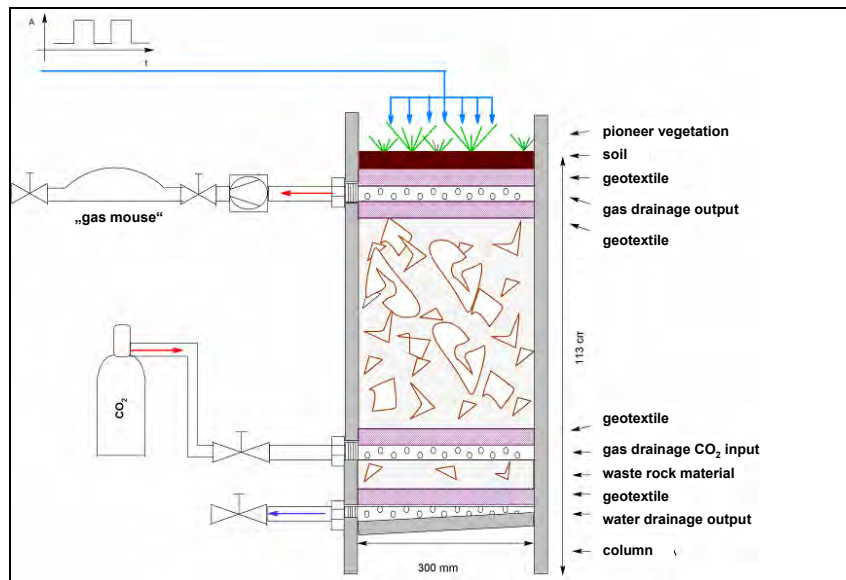 A
t
pioneer vegetation
soil
geotextile
„gas mouse“
gas drainage output
geotextile
113 cm
CO₂
geotextile
gas drainage CO₂ input
waste rock material
geotextile
water drainage output
column
300 mm